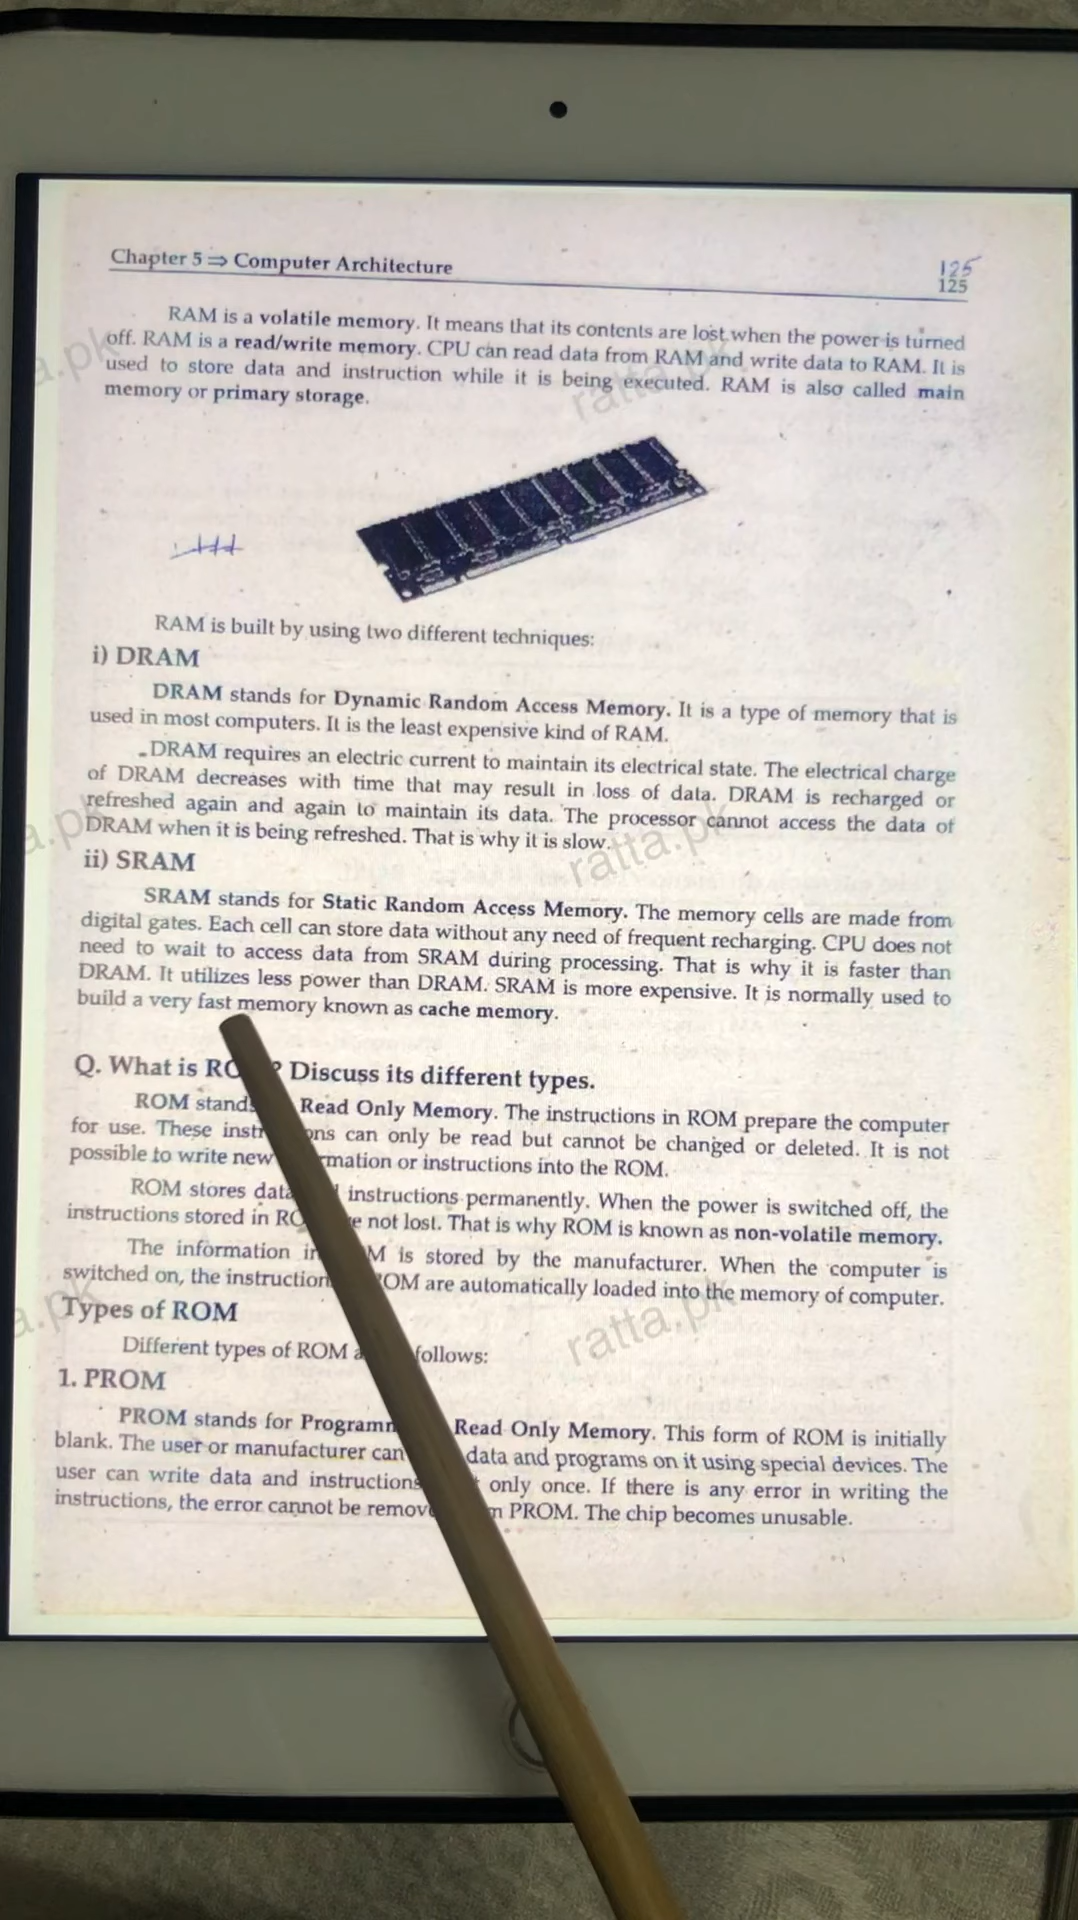 Chapter 5 ⇒ Computer Architecture
125
125
RAM is a volatile memory. It means that its contents are lost when the power is turned
off. RAM is a read/write memory. CPU can read data from RAM and write data to RAM. It is
used to store data and instruction while it is being executed. RAM is also called main
memory or primary storage.
RAM is built by using two different techniques:
i) DRAM
DRAM stands for Dynamic Random Access Memory. It is a type of memory that is
used in most computers. It is the least expensive kind of RAM.
DRAM requires an electric current to maintain its electrical state. The electrical charge
of DRAM decreases with time that may result in loss of data. DRAM is recharged or
refreshed again and again to maintain its data. The processor cannot access the data of
DRAM when it is being refreshed. That is why it is slow.
ii) SRAM
SRAM stands for Static Random Access Memory. The memory cells are made from
digital gates. Each cell can store data without any need of frequent recharging. CPU does not
need to wait to access data from SRAM during processing. That is why it is faster than
DRAM. It utilizes less power than DRAM. SRAM is more expensive. It is normally used to
build a very fast memory known as cache memory.
Q. What is ? Discuss its different types.
ROM Read Only Memory. The instructions in ROM prepare the computer
for use. These can only be read but cannot be changed or deleted. It is not
possible to write new or instructions into the ROM.
ROM stores instructions permanently. When the power is switched off, the
instructions stored in not lost. That is why ROM is known as non-volatile memory.
The information is stored by the manufacturer. When the computer is
switched on, the are automatically loaded into the memory of computer.
Types of ROM
Different types of ROM follows:
1. PROM
PROM stands for Read Only Memory. This form of ROM is initially
blank. The user or manufacturer can data and programs on it using special devices. The
user can write data and instructions only once. If there is any error in writing the
instructions, the error cannot be PROM. The chip becomes unusable.
ratta.pk
ratta.pk
ratta.pk